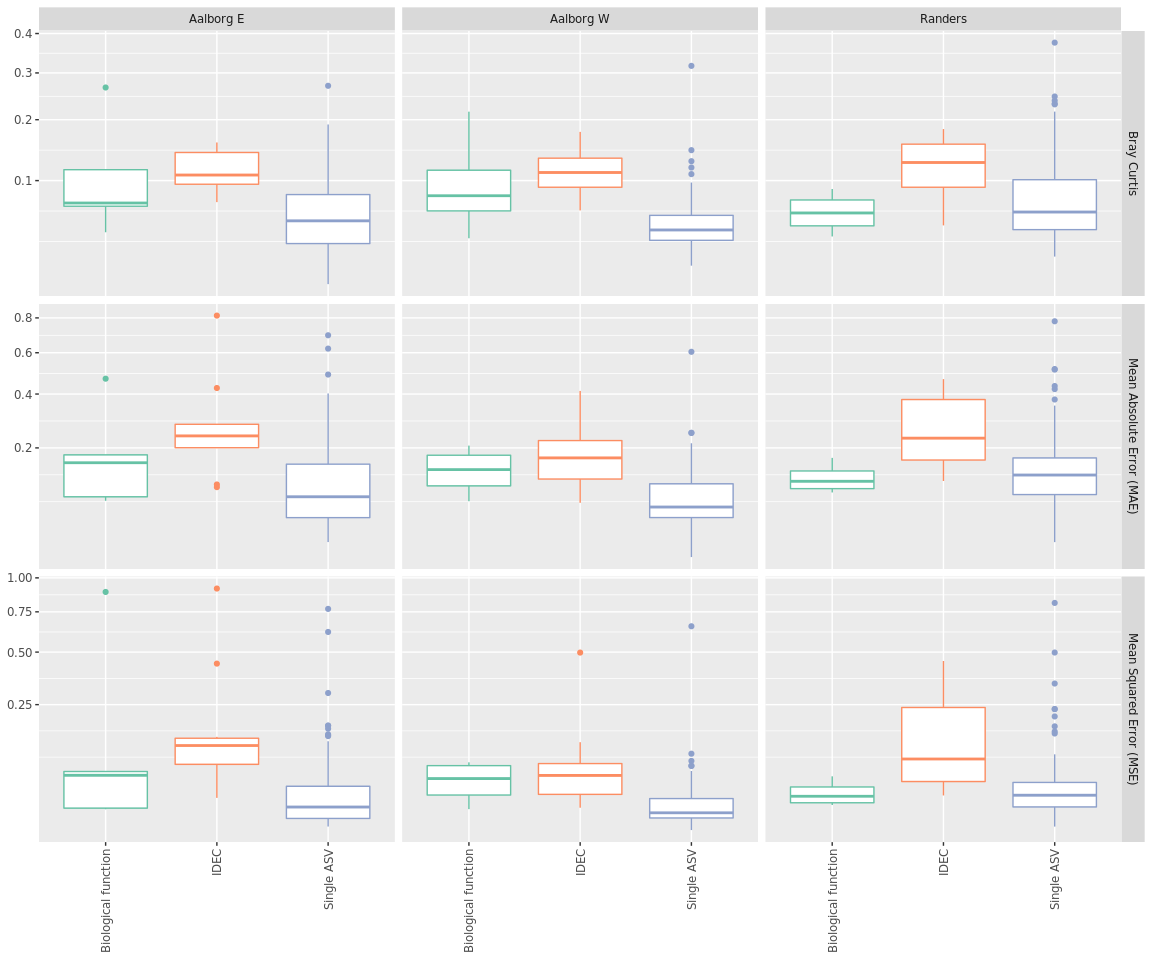 Aalborg E
Aalborg W
Randers
0.4
0.3
0.2
0.1
Bray Curtis
0.8
0.6
0.4
0.2
Mean Absolute Error (MAE)
1.00
0.75
0.50
0.25
Mean Squared Error (MSE)
Biological function
IDEC
Single ASV
Biological function
IDEC
Single ASV
Biological function
IDEC
Single ASV